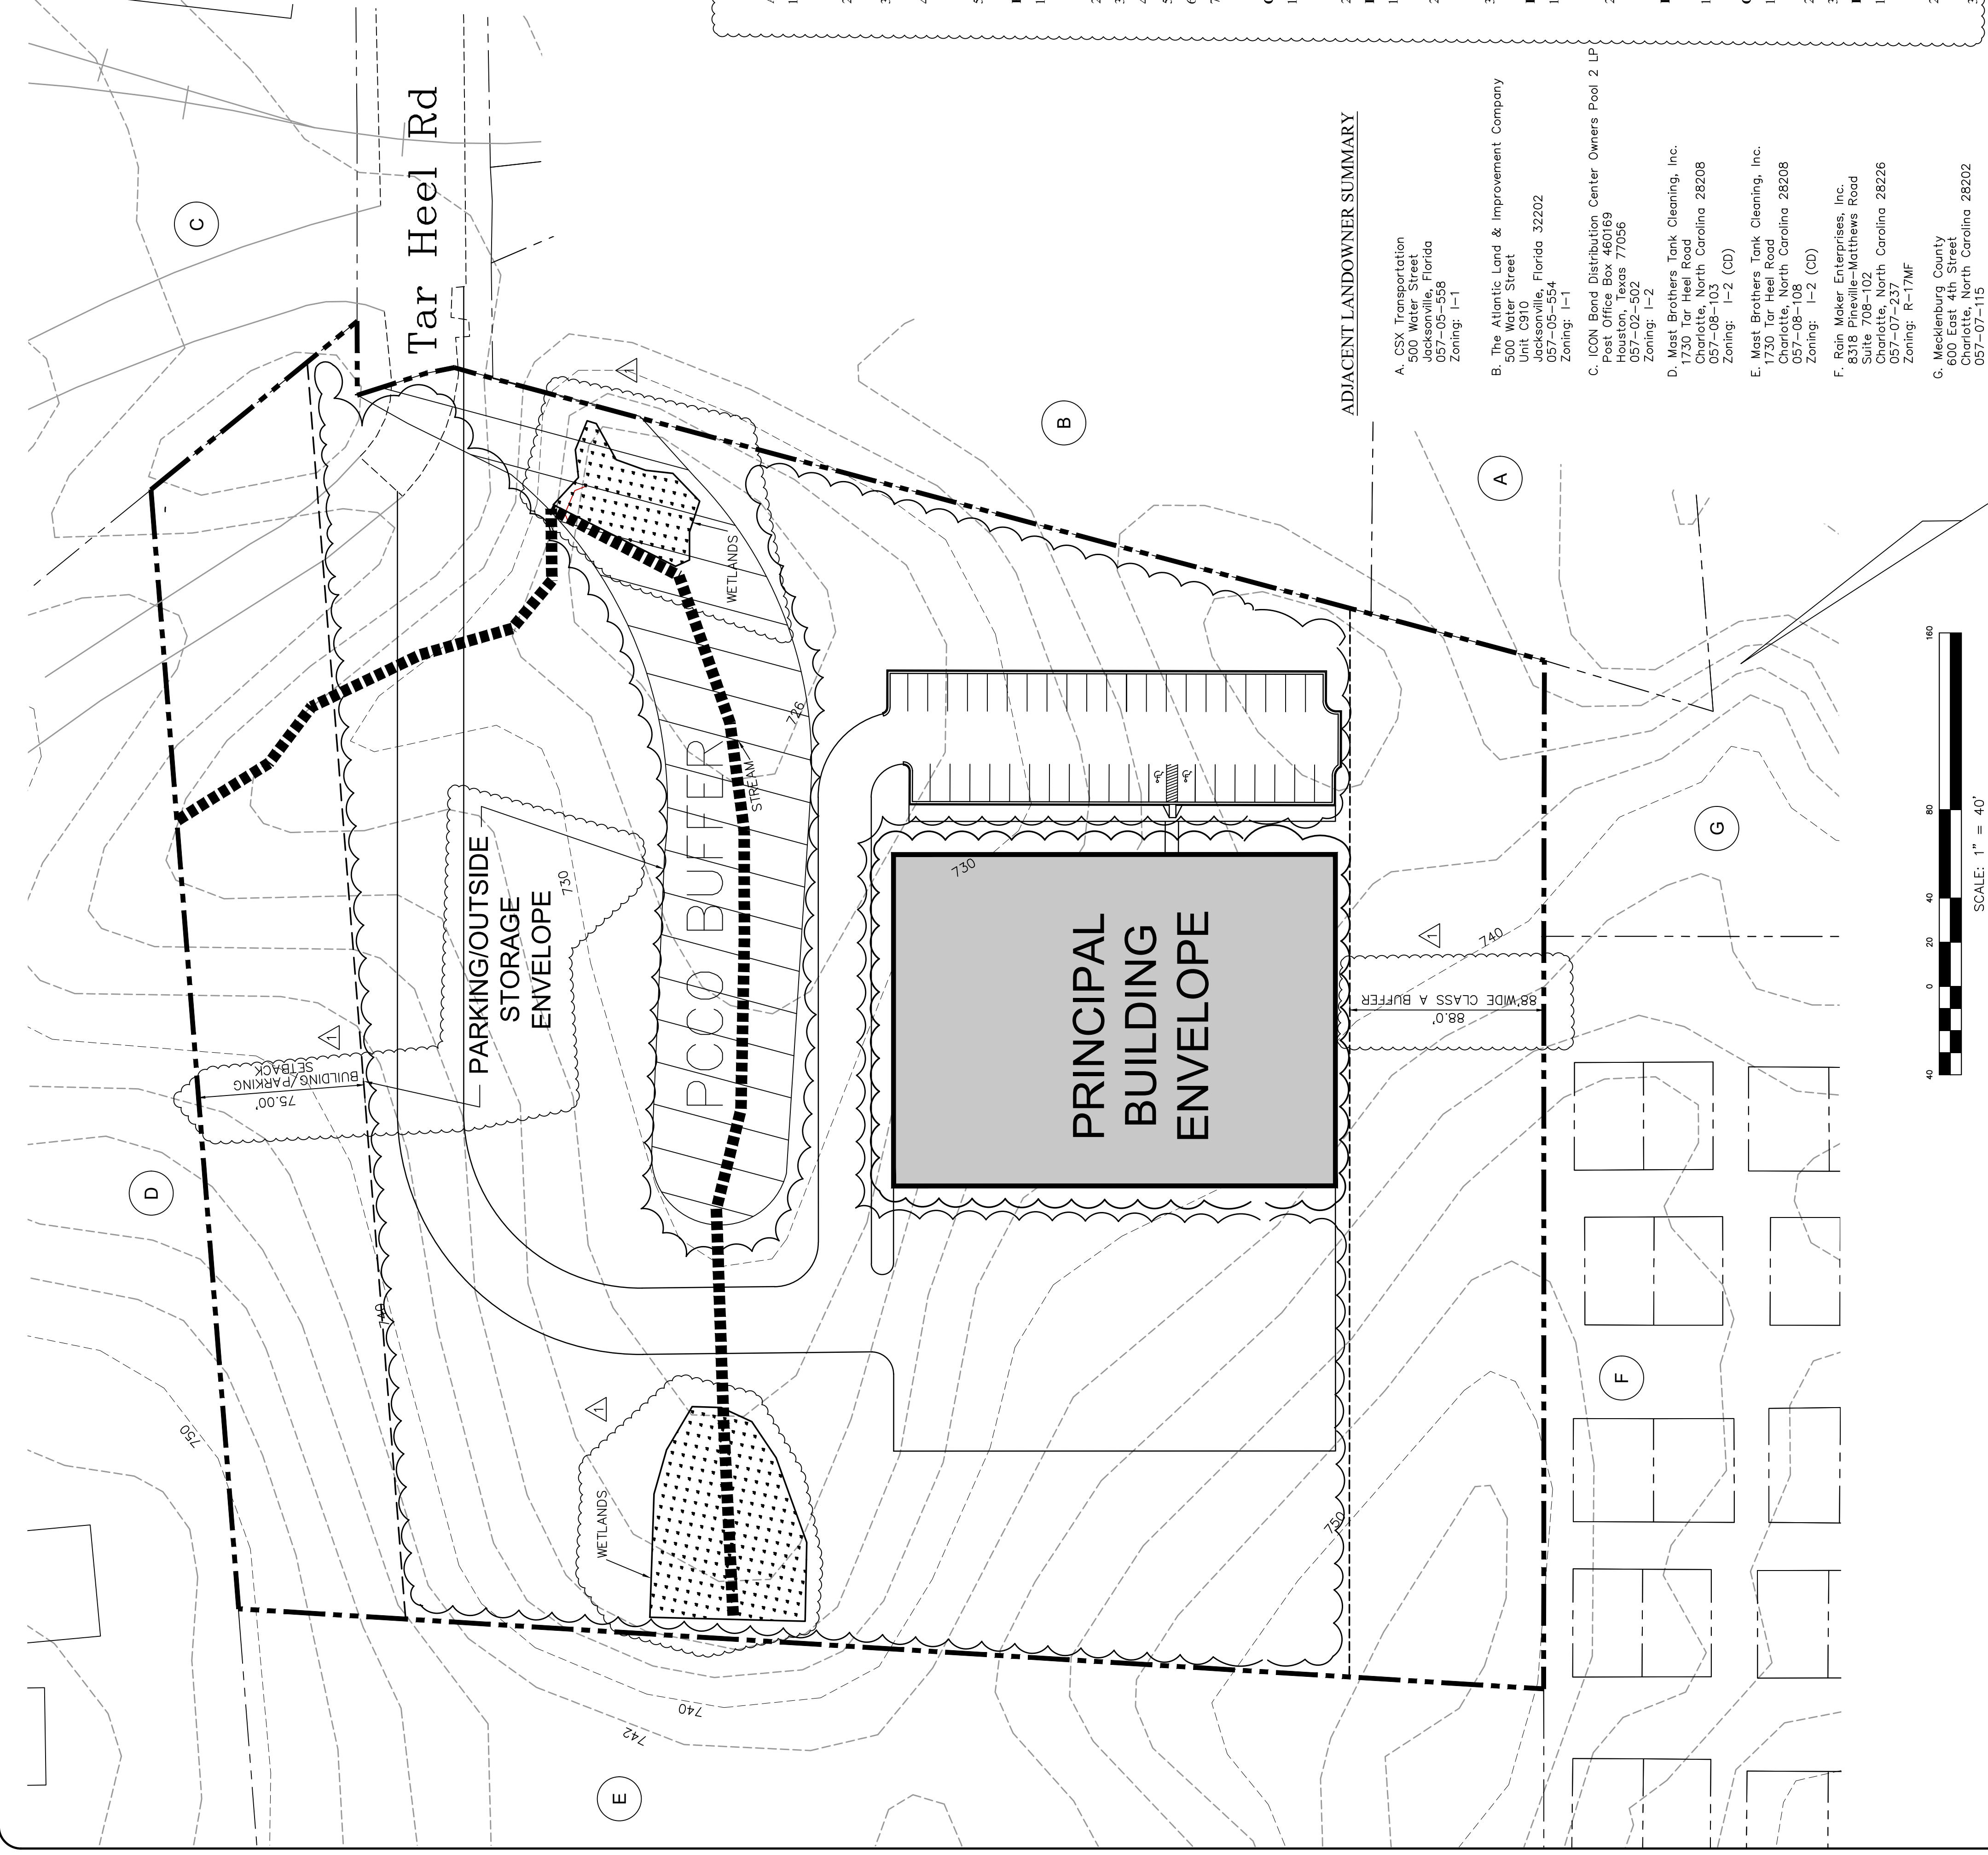 Tar Heel Rd
C
B
A
G
F
D
E
WETLANDS
1
726
STREAM
PCCO BUFFER
PARKING/OUTSIDE
STORAGE
ENVELOPE
730
75.00'
BUILDING/PARKING
SETBACK
1
730
PRINCIPAL
BUILDING
ENVELOPE
88'WIDE CLASS A BUFFER
88.0'
1
740
740
750
WETLANDS
1
740
742
750
ADJACENT LANDOWNER SUMMARY
A. CSX Transportation
500 Water Street
Jacksonville, Florida
057-05-558
Zoning: I-1
B. The Atlantic Land & Improvement Company
500 Water Street
Unit C910
Jacksonville, Florida 32202
057-05-554
Zoning: I-1
C. ICON Bond Distribution Center Owners Pool 2 LP
Post Office Box 460169
Houston, Texas 77056
057-02-502
Zoning: I-2
D. Mast Brothers Tank Cleaning, Inc.
1730 Tar Heel Road
Charlotte, North Carolina 28208
057-08-103
Zoning: I-2 (CD)
E. Mast Brothers Tank Cleaning, Inc.
1730 Tar Heel Road
Charlotte, North Carolina 28208
057-08-108
Zoning: I-2 (CD)
F. Rain Maker Enterprises, Inc.
8318 Pineville-Matthews Road
Suite 708-102
Charlotte, North Carolina 28226
057-07-237
Zoning: R-17MF
G. Mecklenburg County
600 East 4th Street
Charlotte, North Carolina 28202
057-07-115
40 0 20 40 80 160
SCALE: 1" = 40'